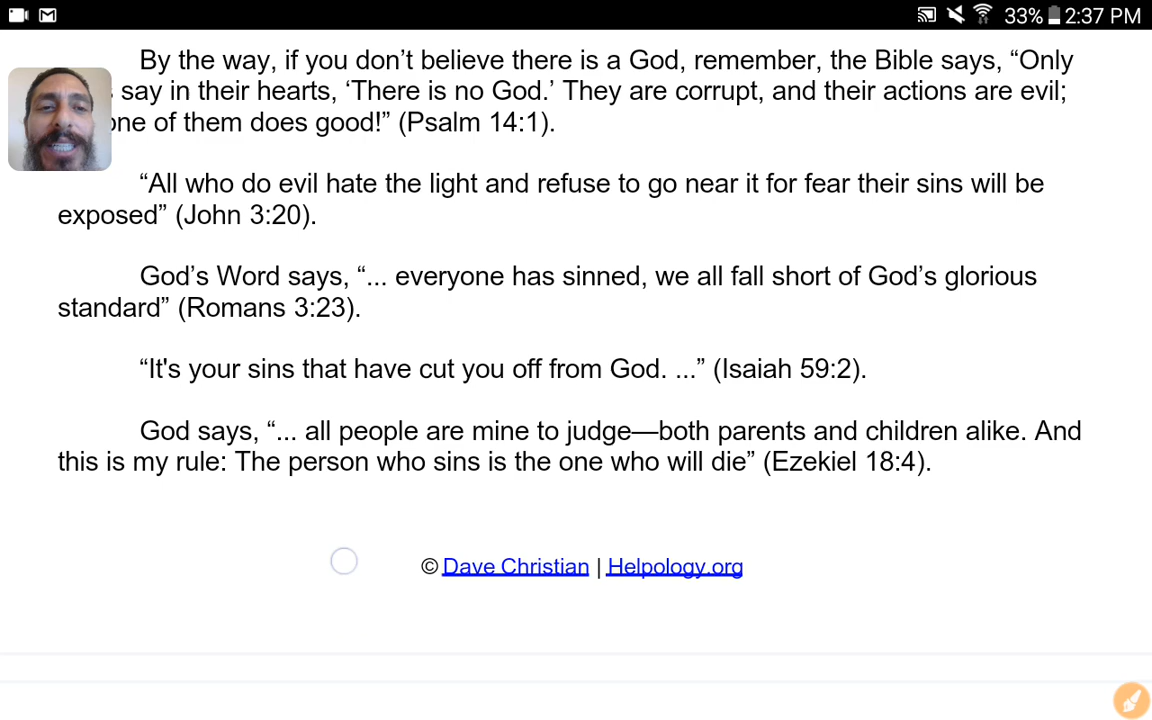 33% 2:37 PM
By the way, if you don’t believe there is a God, remember, the Bible says, “Only
say in their hearts, ‘There is no God.’ They are corrupt, and their actions are evil;
one of them does good!” (Psalm 14:1).
“All who do evil hate the light and refuse to go near it for fear their sins will be
exposed” (John 3:20).
God’s Word says, “... everyone has sinned, we all fall short of God’s glorious
standard” (Romans 3:23).
“It's your sins that have cut you off from God. ...” (Isaiah 59:2).
God says, “... all people are mine to judge—both parents and children alike. And
this is my rule: The person who sins is the one who will die” (Ezekiel 18:4).
© Dave Christian | Helpology.org